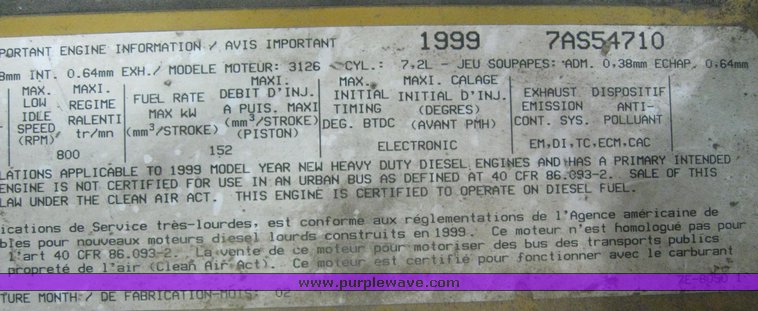 PORTANT ENGINE INFORMATION / AVIS IMPORTANT 1999 7AS54710
8mm INT. 0.64mm EXH./ MODELE MOTEUR: 3126 CYL.: 7.2L - JEU SOUPAPES: ADM. 0.38mm ECHAP. 0.64mm
MAX. LOW IDLE SPEED (RPM)
MAXI. REGIME RALENTI tr/mn
800
FUEL RATE MAX kW (mm³/STROKE)
MAXI. DEBIT D'INJ. A PUIS. MAXI (mm³/STROKE) (PISTON)
152
MAX. INITIAL TIMING DEG. BTDC
MAXI. CALAGE INITIAL D'INJ. (DEGRES) (AVANT PMH)
ELECTRONIC
EXHAUST EMISSION CONT. SYS.
DISPOSITIF ANTI- POLLUANT
EM,DI,TC,ECM,CAC
LATIONS APPLICABLE TO 1999 MODEL YEAR NEW HEAVY DUTY DIESEL ENGINES AND HAS A PRIMARY INTENDED
ENGINE IS NOT CERTIFIED FOR USE IN AN URBAN BUS AS DEFINED AT 40 CFR 86.093-2. SALE OF THIS
LAW UNDER THE CLEAN AIR ACT. THIS ENGINE IS CERTIFIED TO OPERATE ON DIESEL FUEL.
ications de Service très-lourdes, est conforme aux réglementations de l'Agence américaine de
bles pour nouveaux moteurs diesel lourds construits en 1999. Ce moteur n'est homologué pas pour
l'art 40 CFR 86.093-2. La vente de ce moteur pour motoriser des bus des transports publics
propreté de l'air (Clean Air Act). Ce moteur est certifié pour fonctionner avec le carburant
TURE MONTH / DE FABRICATION-MOIS: 02
www.purplewave.com